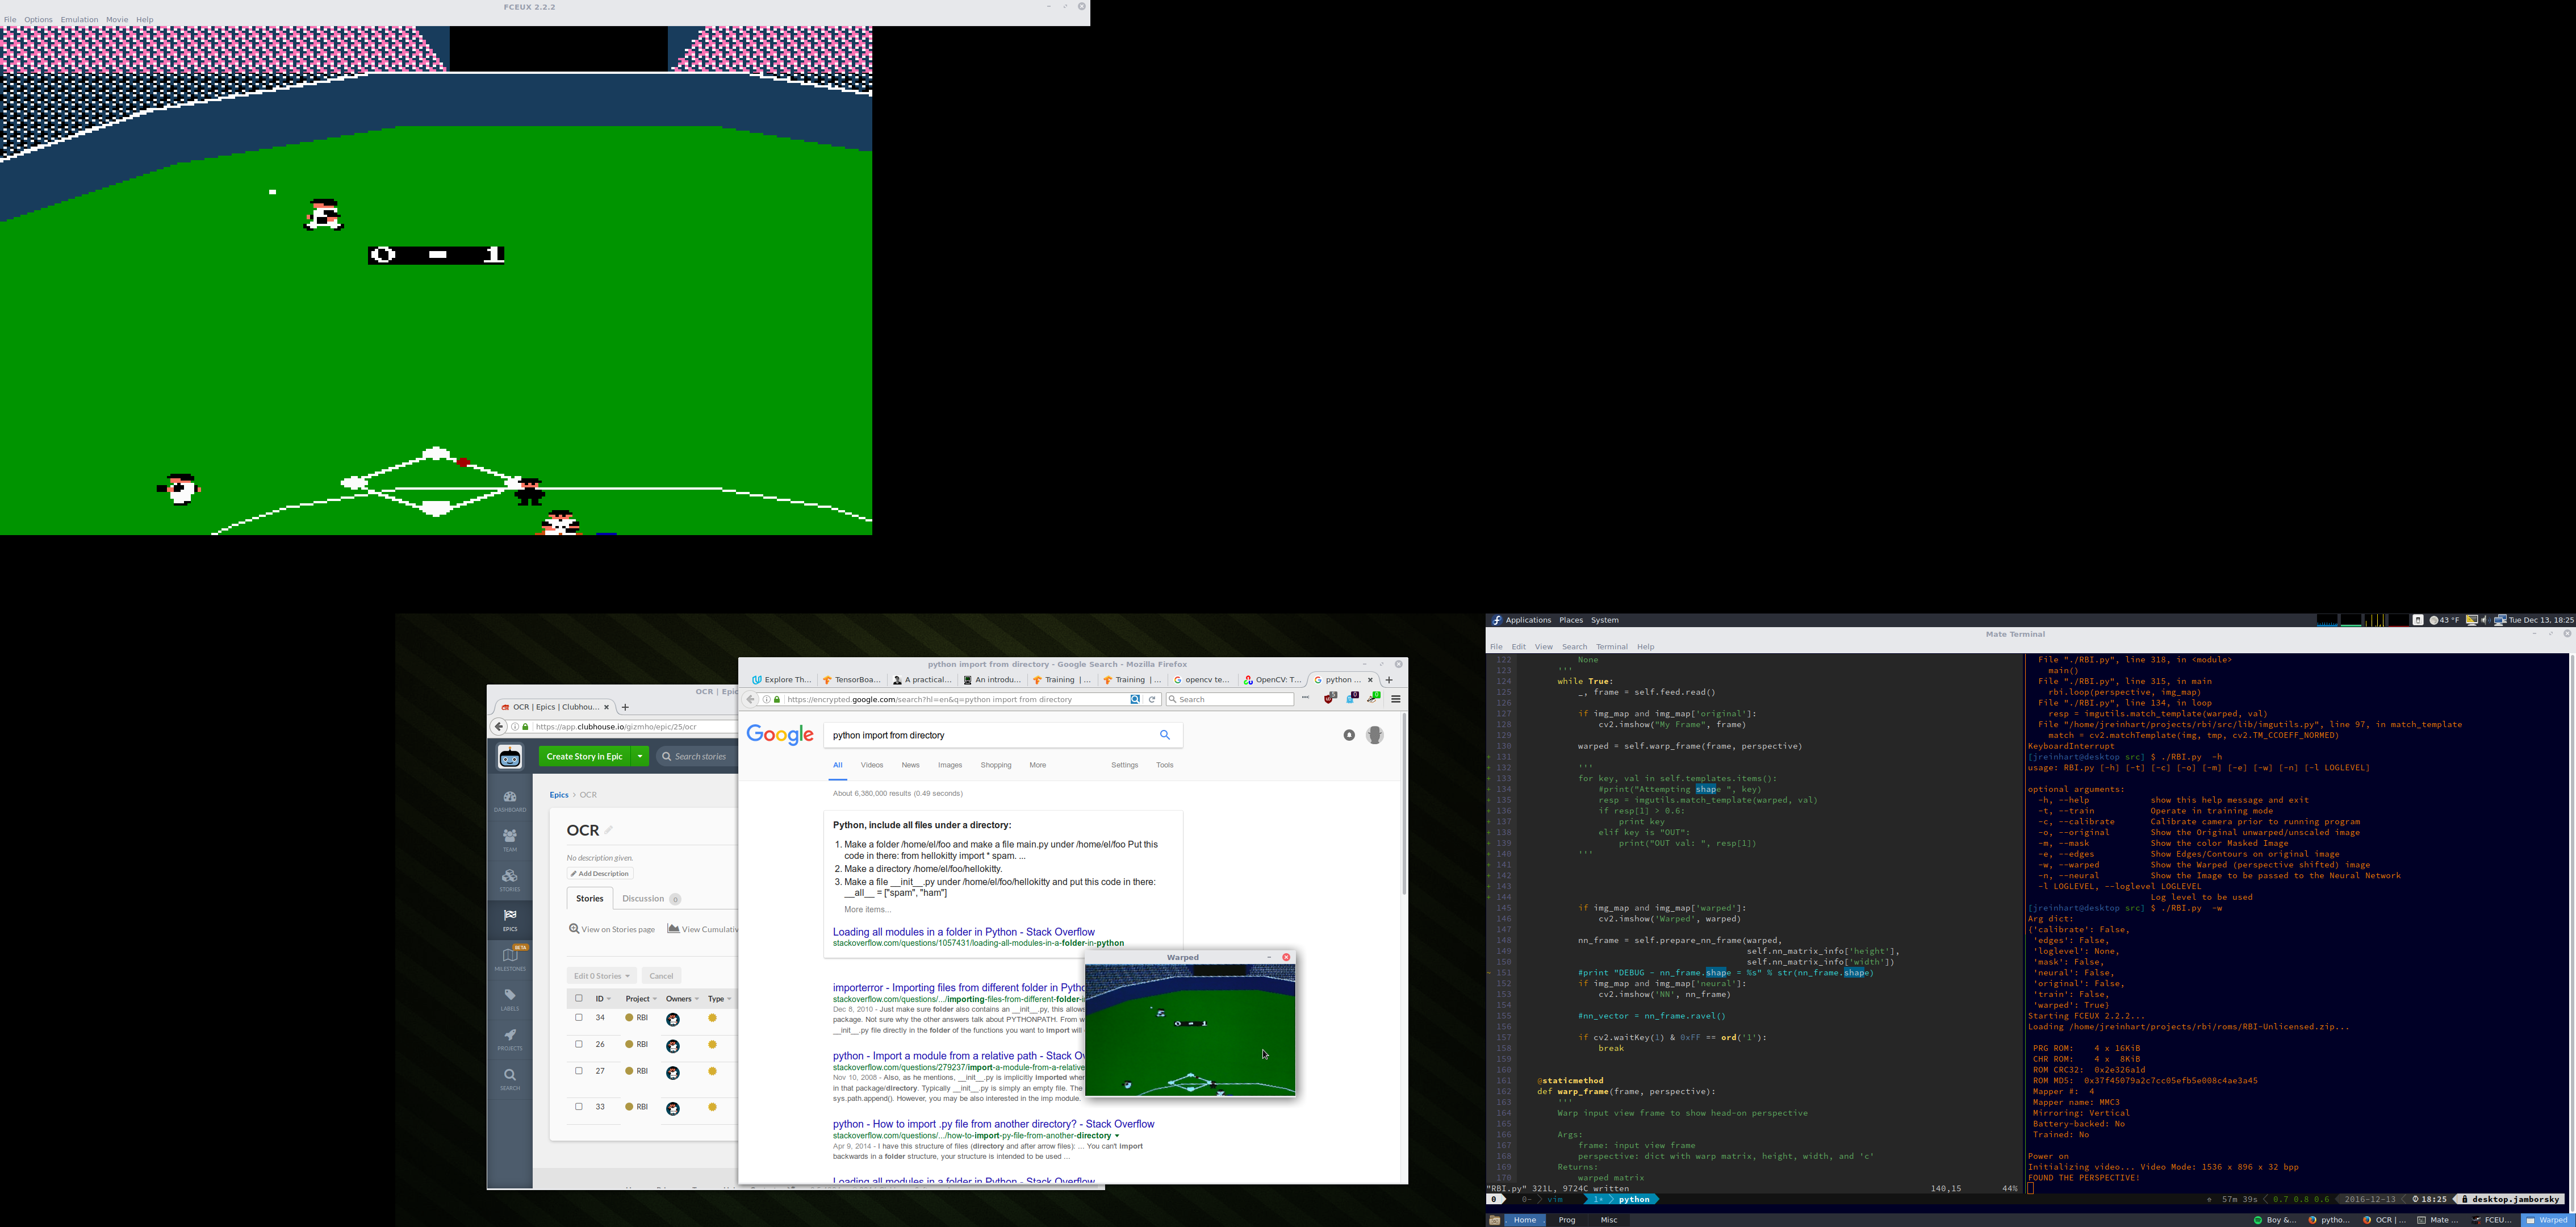 FCEUX 2.2.2
File Options Emulation Movie Help
0 - 1
OCR | Epic
OCR | Epics | Clubhou...
https://app.clubhouse.io/gizmho/epic/25/ocr
Create Story in Epic
Search stories
DASHBOARD
TEAM
STORIES
EPICS
BETA
MILESTONES
LABELS
PROJECTS
SEARCH
Epics > OCR
OCR
No description given.
Add Description
Stories Discussion 0
View on Stories page View Cumulativ
Edit 0 Stories Cancel
ID Project Owners Type
34 RBI
26 RBI
27 RBI
33 RBI
python import from directory - Google Search - Mozilla Firefox
Explore Th... TensorBoa... A practical... An introdu... Training | ... Training | ... opencv te... OpenCV: T... python ...
https://encrypted.google.com/search?hl=en&q=python import from directory
Search
Google
python import from directory
All Videos News Images Shopping More Settings Tools
About 6,380,000 results (0.49 seconds)
Python, include all files under a directory:
1. Make a folder /home/el/foo and make a file main.py under /home/el/foo Put this
code in there: from hellokitty import * spam. ...
2. Make a directory /home/el/foo/hellokitty.
3. Make a file __init__.py under /home/el/foo/hellokitty and put this code in there:
__all__ = ["spam", "ham"]
More items...
Loading all modules in a folder in Python - Stack Overflow
stackoverflow.com/questions/1057431/loading-all-modules-in-a-folder-in-python
importerror - Importing files from different folder in Pytho
stackoverflow.com/questions/.../importing-files-from-different-folder-i
Dec 8, 2010 - Just make sure folder also contains an __init__.py, this allows
package. Not sure why the other answers talk about PYTHONPATH. From w
__init__.py file directly in the folder of the functions you want to import will
python - Import a module from a relative path - Stack Ov
stackoverflow.com/questions/279237/import-a-module-from-a-relative
Nov 10, 2008 - Also, as he mentions, __init__.py is implicitly Imported wher
in that package/directory. Typically __init__.py is simply an empty file. The
sys.path.append(). However, you may be also interested in the imp module.
python - How to import .py file from another directory? - Stack Overflow
stackoverflow.com/questions/.../how-to-import-py-file-from-another-directory
Apr 9, 2014 - I have this structure of files (directory and after arrow files): ... You can't Import
backwards in a folder structure, your structure is intended to be used ...
Loading all modules in a folder in Python - Stack Overflow
Warped
0 - 1
Applications Places System
43 °F Tue Dec 13, 18:25
Mate Terminal
File Edit View Search Terminal Help
122 None
123 '''
124 while True:
125 _, frame = self.feed.read()
126
127 if img_map and img_map['original']:
128 cv2.imshow("My Frame", frame)
129
130 warped = self.warp_frame(frame, perspective)
131
132 '''
133 for key, val in self.templates.items():
134 #print("Attempting shape ", key)
135 resp = imgutils.match_template(warped, val)
136 if resp[1] > 0.6:
137 print key
138 elif key is "OUT":
139 print("OUT val: ", resp[1])
140 '''
141
142
143
144
145 if img_map and img_map['warped']:
146 cv2.imshow('Warped', warped)
147
148 nn_frame = self.prepare_nn_frame(warped,
149 self.nn_matrix_info['height'],
150 self.nn_matrix_info['width'])
151 #print "DEBUG - nn_frame.shape = %s" % str(nn_frame.shape)
152 if img_map and img_map['neural']:
153 cv2.imshow('NN', nn_frame)
154
155 #nn_vector = nn_frame.ravel()
156
157 if cv2.waitKey(1) & 0xFF == ord('1'):
158 break
159
160
161 @staticmethod
162 def warp_frame(frame, perspective):
163 '''
164 Warp input view frame to show head-on perspective
165
166 Args:
167 frame: input view frame
168 perspective: dict with warp matrix, height, width, and 'c'
169 Returns:
170 warped matrix
"RBI.py" 321L, 9724C written 140,15 44%
File "./RBI.py", line 318, in <module>
main()
File "./RBI.py", line 315, in main
rbi.loop(perspective, img_map)
File "./RBI.py", line 134, in loop
resp = imgutils.match_template(warped, val)
File "/home/jreinhart/projects/rbi/src/lib/imgutils.py", line 97, in match_template
match = cv2.matchTemplate(img, tmp, cv2.TM_CCOEFF_NORMED)
KeyboardInterrupt
[jreinhart@desktop src] $ ./RBI.py -h
usage: RBI.py [-h] [-t] [-c] [-o] [-m] [-e] [-w] [-n] [-l LOGLEVEL]
optional arguments:
-h, --help show this help message and exit
-t, --train Operate in training mode
-c, --calibrate Calibrate camera prior to running program
-o, --original Show the Original unwarped/unscaled image
-m, --mask Show the color Masked Image
-e, --edges Show Edges/Contours on original image
-w, --warped Show the Warped (perspective shifted) image
-n, --neural Show the Image to be passed to the Neural Network
-l LOGLEVEL, --loglevel LOGLEVEL
Log level to be used
[jreinhart@desktop src] $ ./RBI.py -w
Arg dict:
{'calibrate': False,
'edges': False,
'loglevel': None,
'mask': False,
'neural': False,
'original': False,
'train': False,
'warped': True}
Starting FCEUX 2.2.2...
Loading /home/jreinhart/projects/rbi/roms/RBI-Unlicensed.zip...
PRG ROM: 4 x 16KiB
CHR ROM: 4 x 8KiB
ROM CRC32: 0x2e326a1d
ROM MD5: 0x37f45079a2c7cc05efb5e008c4ae3a45
Mapper #: 4
Mapper name: MMC3
Mirroring: Vertical
Battery-backed: No
Trained: No
Power on
Initializing video... Video Mode: 1536 x 896 x 32 bpp
FOUND THE PERSPECTIVE!
0 0- vim 1* python 57m 39s 0.7 0.8 0.6 2016-12-13 18:25 desktop.jamborsky
Home Prog Misc Boy &... pytho... OCR | ... Mate ... FCEU... Warped